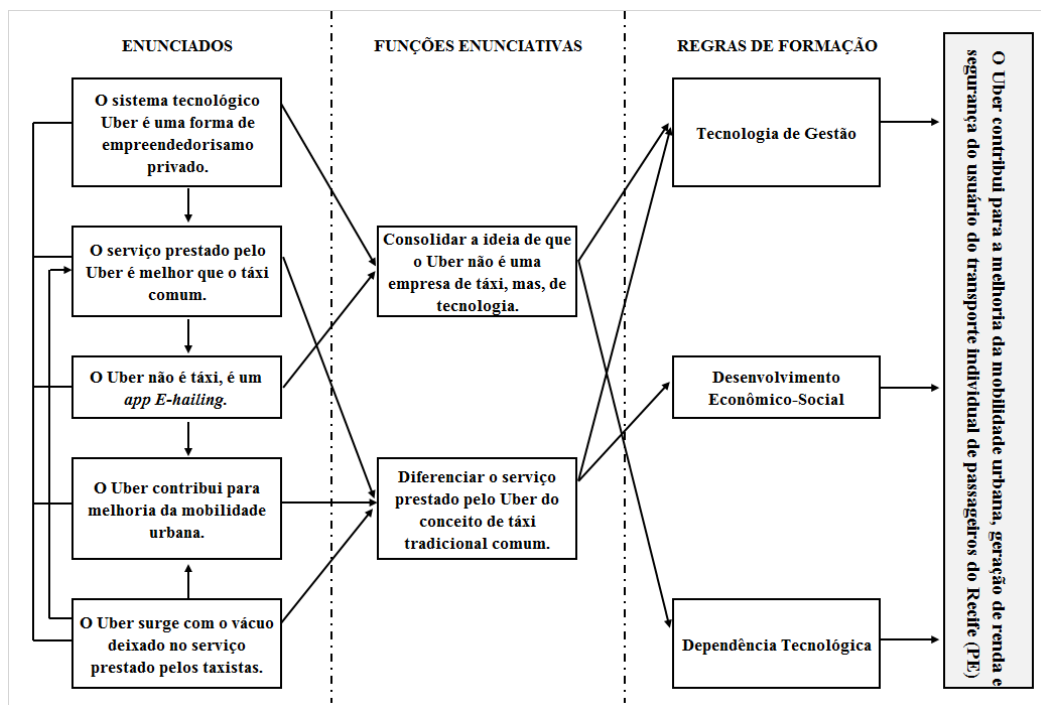 ENUNCIADOS
O sistema tecnológico
Uber é uma forma de
empreendedorisamo
privado.
O serviço prestado pelo
Uber é melhor que o táxi
comum.
O Uber não é táxi, é um
app E-hailing.
O Uber contribui para
melhoria da mobilidade
urbana.
O Uber surge com o vácuo
deixado no serviço
prestado pelos taxistas.
FUNÇÕES ENUNCIATIVAS
Consolidar a ideia de que
o Uber não é uma
empresa de táxi, mas, de
tecnologia.
Diferenciar o serviço
prestado pelo Uber do
conceito de táxi
tradicional comum.
REGRAS DE FORMAÇÃO
Tecnologia de Gestão
Desenvolvimento
Econômico-Social
Dependência Tecnológica
O Uber contribui para a melhoria da mobilidade urbana, geração de renda e
segurança do usuário do transporte individual de passageiros do Recife (PE)